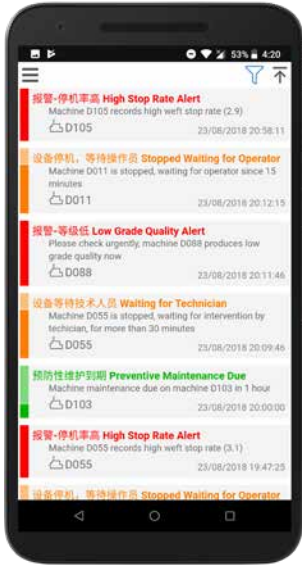 53% 4:20
报警-停机率高 High Stop Rate Alert
Machine D105 records high weft stop rate (2.9)
D105 23/08/2018 20:58:11
设备停机，等待操作员 Stopped Waiting for Operator
Machine D011 is stopped, waiting for operator since 15
minutes
D011 23/08/2018 20:12:15
报警-等级低 Low Grade Quality Alert
Please check urgently, machine D088 produces low
grade quality now
D088 23/08/2018 20:11:46
设备等待技术人员 Waiting for Technician
Machine D055 is stopped, waiting for intervention by
techician, for more than 30 minutes
D055 23/08/2018 20:09:46
预防性维护到期 Preventive Maintenance Due
Machine maintenance due on machine D103 in 1 hour
D103 23/08/2018 20:00:00
报警-停机率高 High Stop Rate Alert
Machine D055 records high weft stop rate (3.1)
D055 23/08/2018 19:47:25
设备停机，等待操作员 Stopped Waiting for Operator